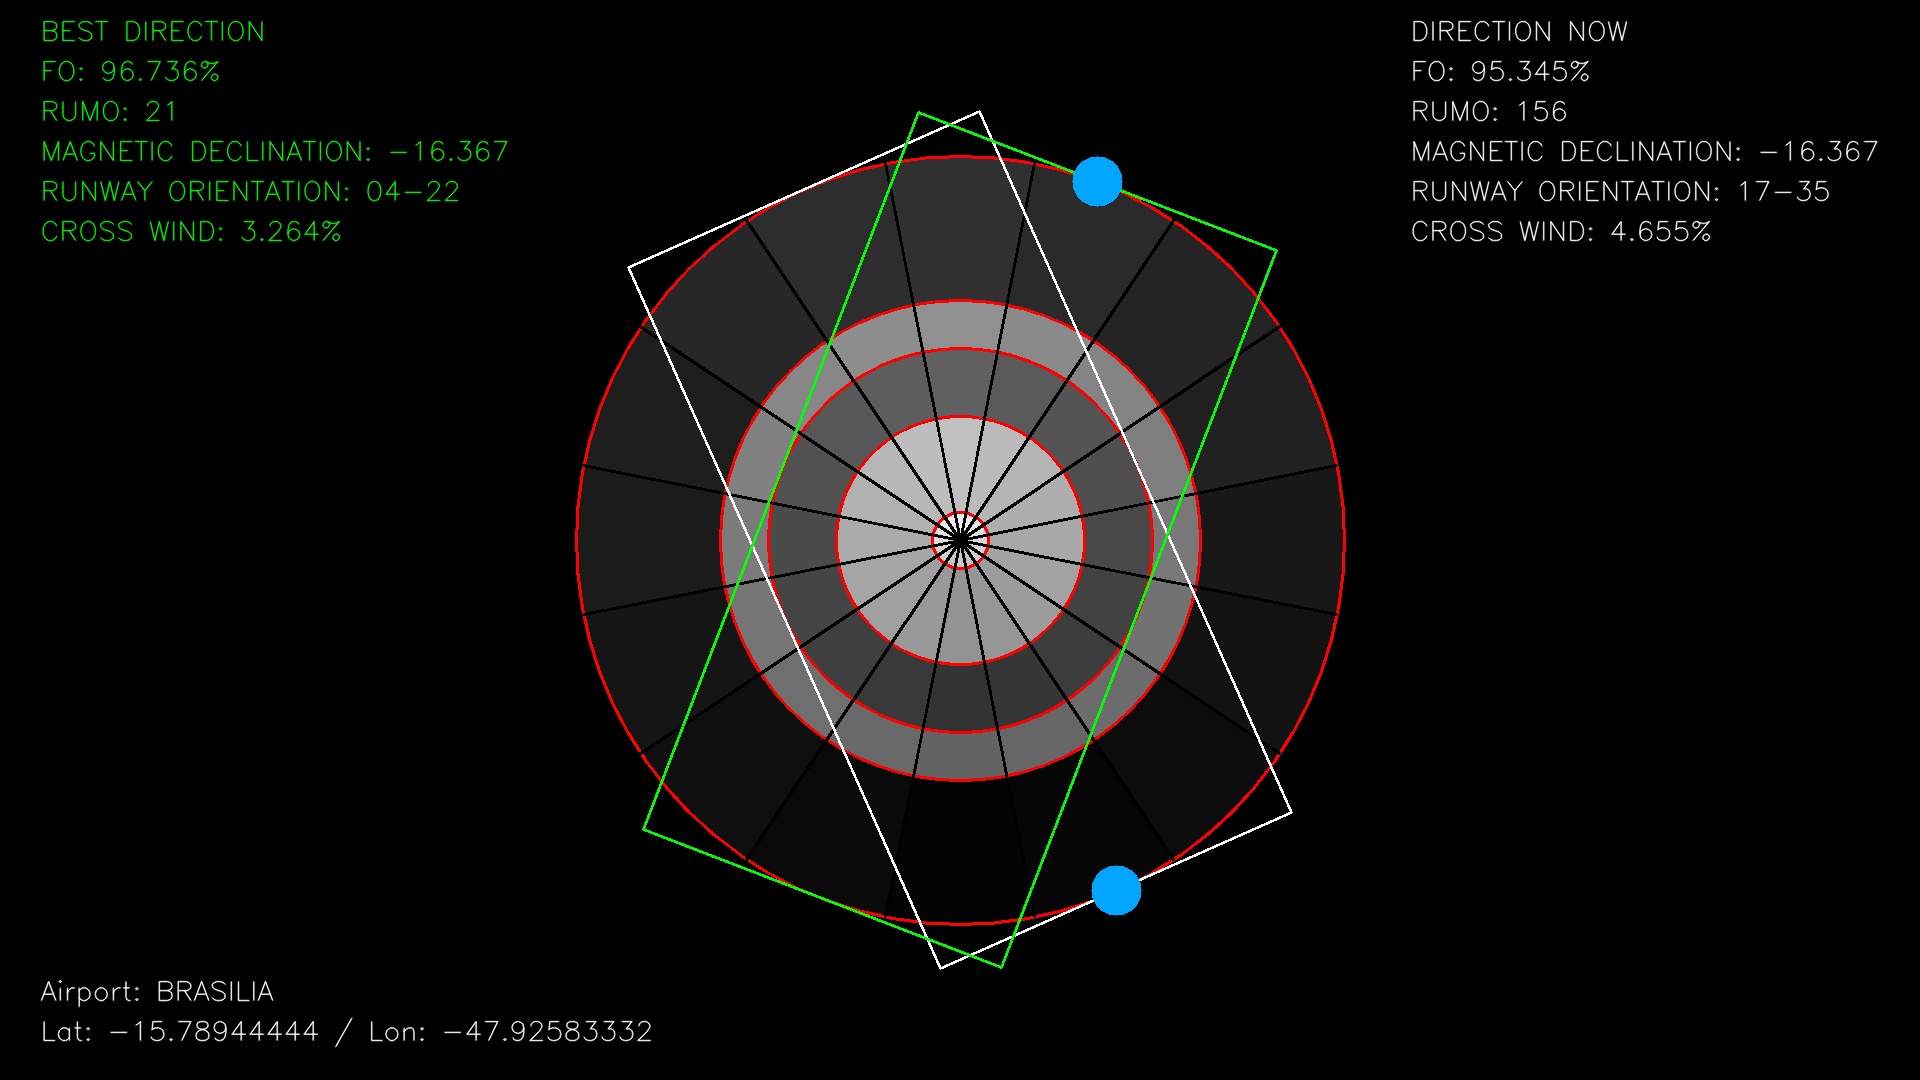 BEST DIRECTION
FO: 96.736%
RUMO: 21
MAGNETIC DECLINATION: -16.367
RUNWAY ORIENTATION: 04-22
CROSS WIND: 3.264%
DIRECTION NOW
FO: 95.345%
RUMO: 156
MAGNETIC DECLINATION: -16.367
RUNWAY ORIENTATION: 17-35
CROSS WIND: 4.655%
Airport: BRASILIA
Lat: -15.78944444 / Lon: -47.92583332